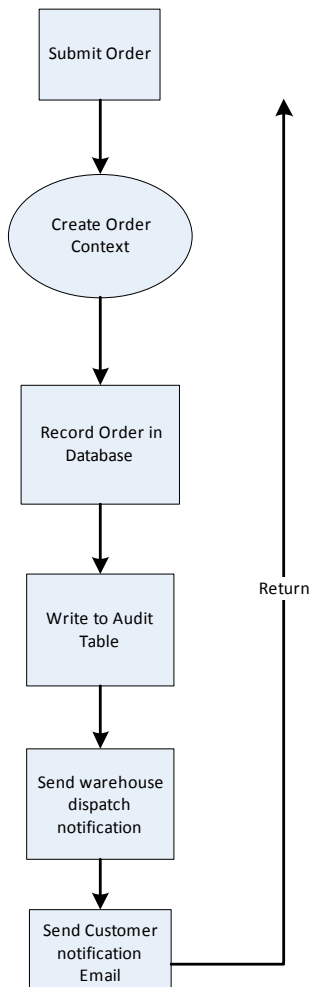 Submit Order
Create Order
Context
Record Order in
Database
Write to Audit
Table
Return
Send warehouse
dispatch
notification
Send Customer
notification
Email